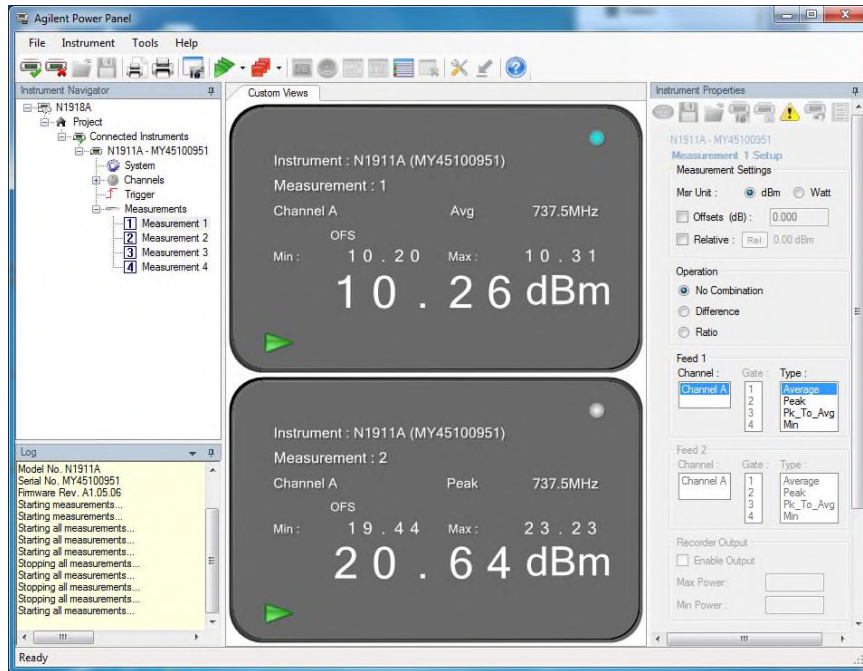 Agilent Power Panel
File Instrument Tools Help
Instrument Navigator
N1918A
Project
Connected Instruments
N1911A - MY45100951
System
Channels
Trigger
Measurements
1 Measurement 1
2 Measurement 2
3 Measurement 3
4 Measurement 4
Log
Model No. N1911A
Serial No. MY45100951
Firmware Rev. A1.05.06
Starting measurements...
Starting measurements...
Starting all measurements...
Starting all measurements...
Starting all measurements...
Stopping all measurements...
Starting all measurements...
Stopping all measurements...
Stopping all measurements...
Starting all measurements...
Custom Views
Instrument : N1911A (MY45100951)
Measurement : 1
Channel A Avg 737.5MHz
OFS
Min : 10.20 Max : 10.31
10.26 dBm
Instrument : N1911A (MY45100951)
Measurement : 2
Channel A Peak 737.5MHz
OFS
Min : 19.44 Max : 23.23
20.64 dBm
Instrument Properties
N1911A - MY45100951
Measurement 1 Setup
Measurement Settings
Msr Unit : dBm Watt
Offsets (dB) : 0.000
Relative : Rel 0.00 dBm
Operation
No Combination
Difference
Ratio
Feed 1
Channel : Gate : Type :
Channel A 1 Average
2 Peak
3 Pk_To_Avg
4 Min
Feed 2
Channel : Gate : Type :
Channel A 1 Average
2 Peak
3 Pk_To_Avg
4 Min
Recorder Output
Enable Output
Max Power:
Min Power :
Ready